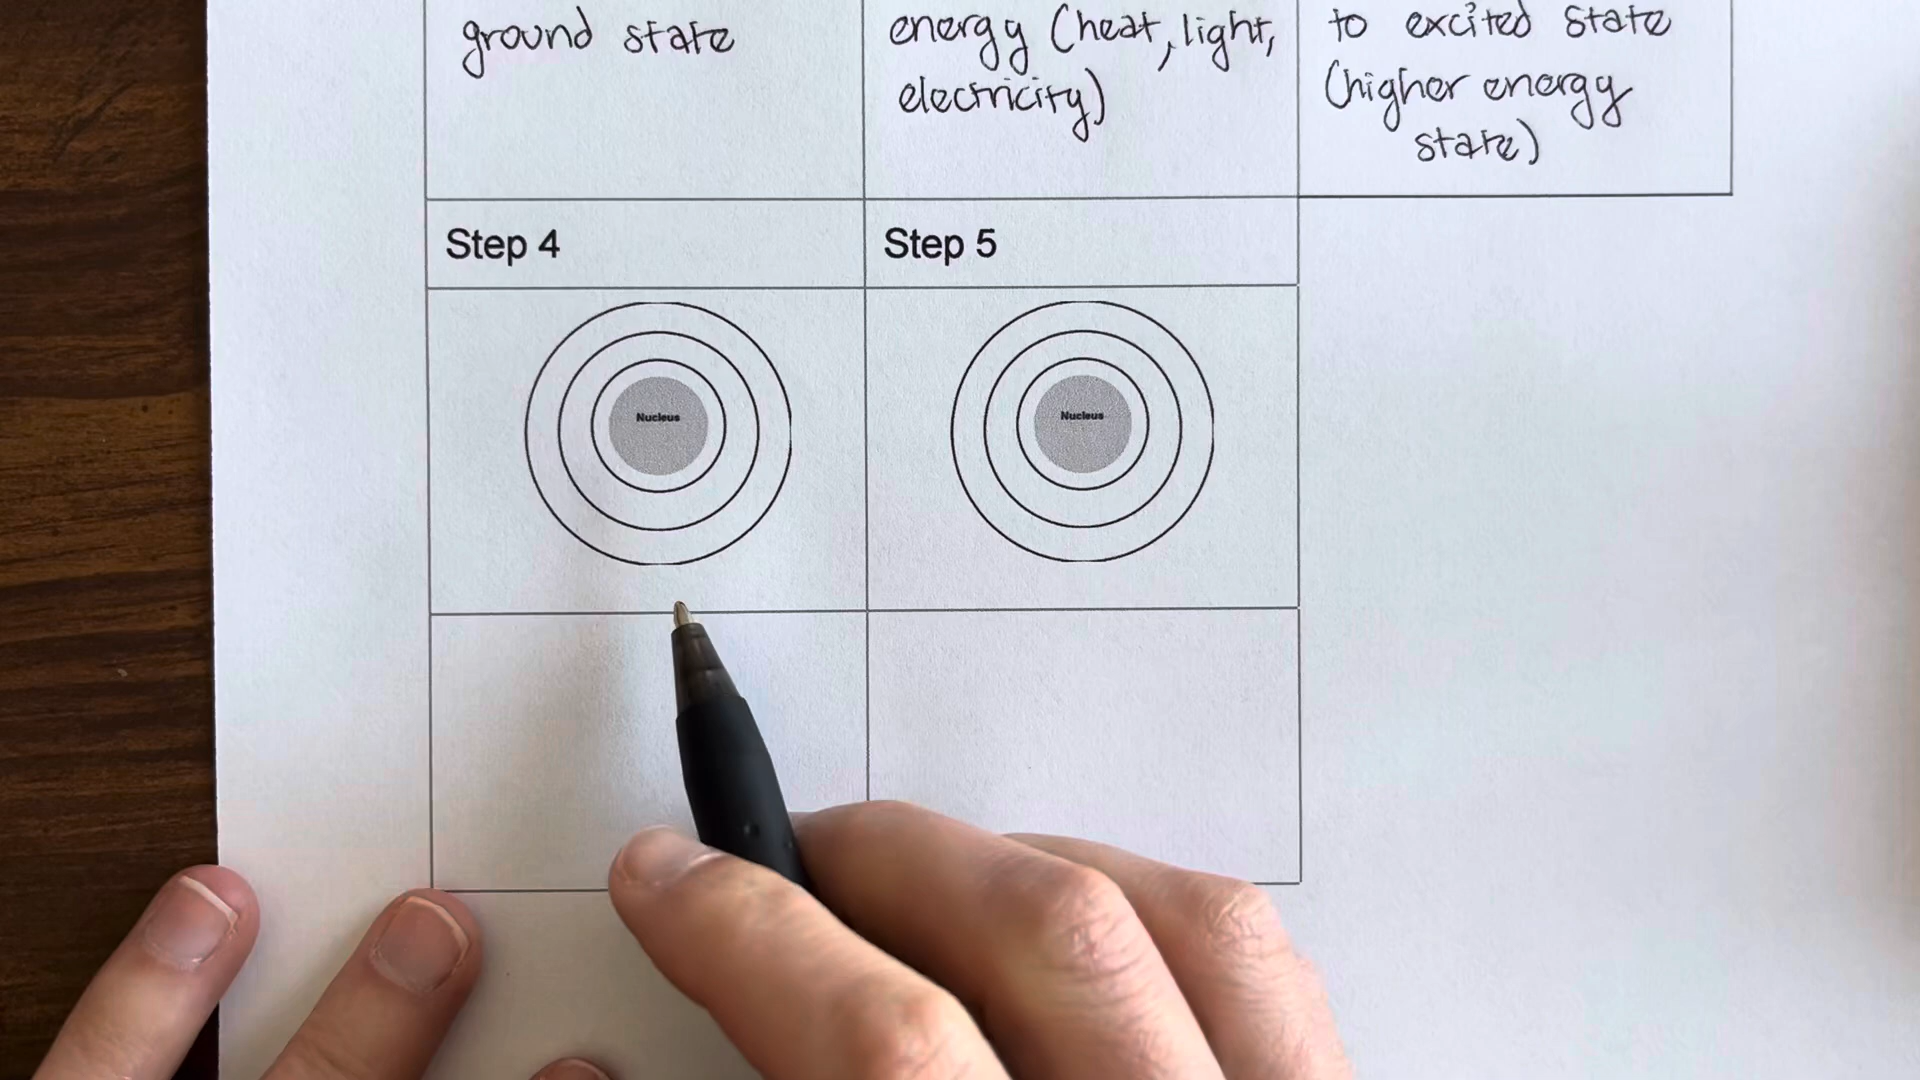 ground state
energy (heat, light,
electricity)
to excited state
(higher energy
state)
Step 4
Step 5
Nucleus
Nucleus